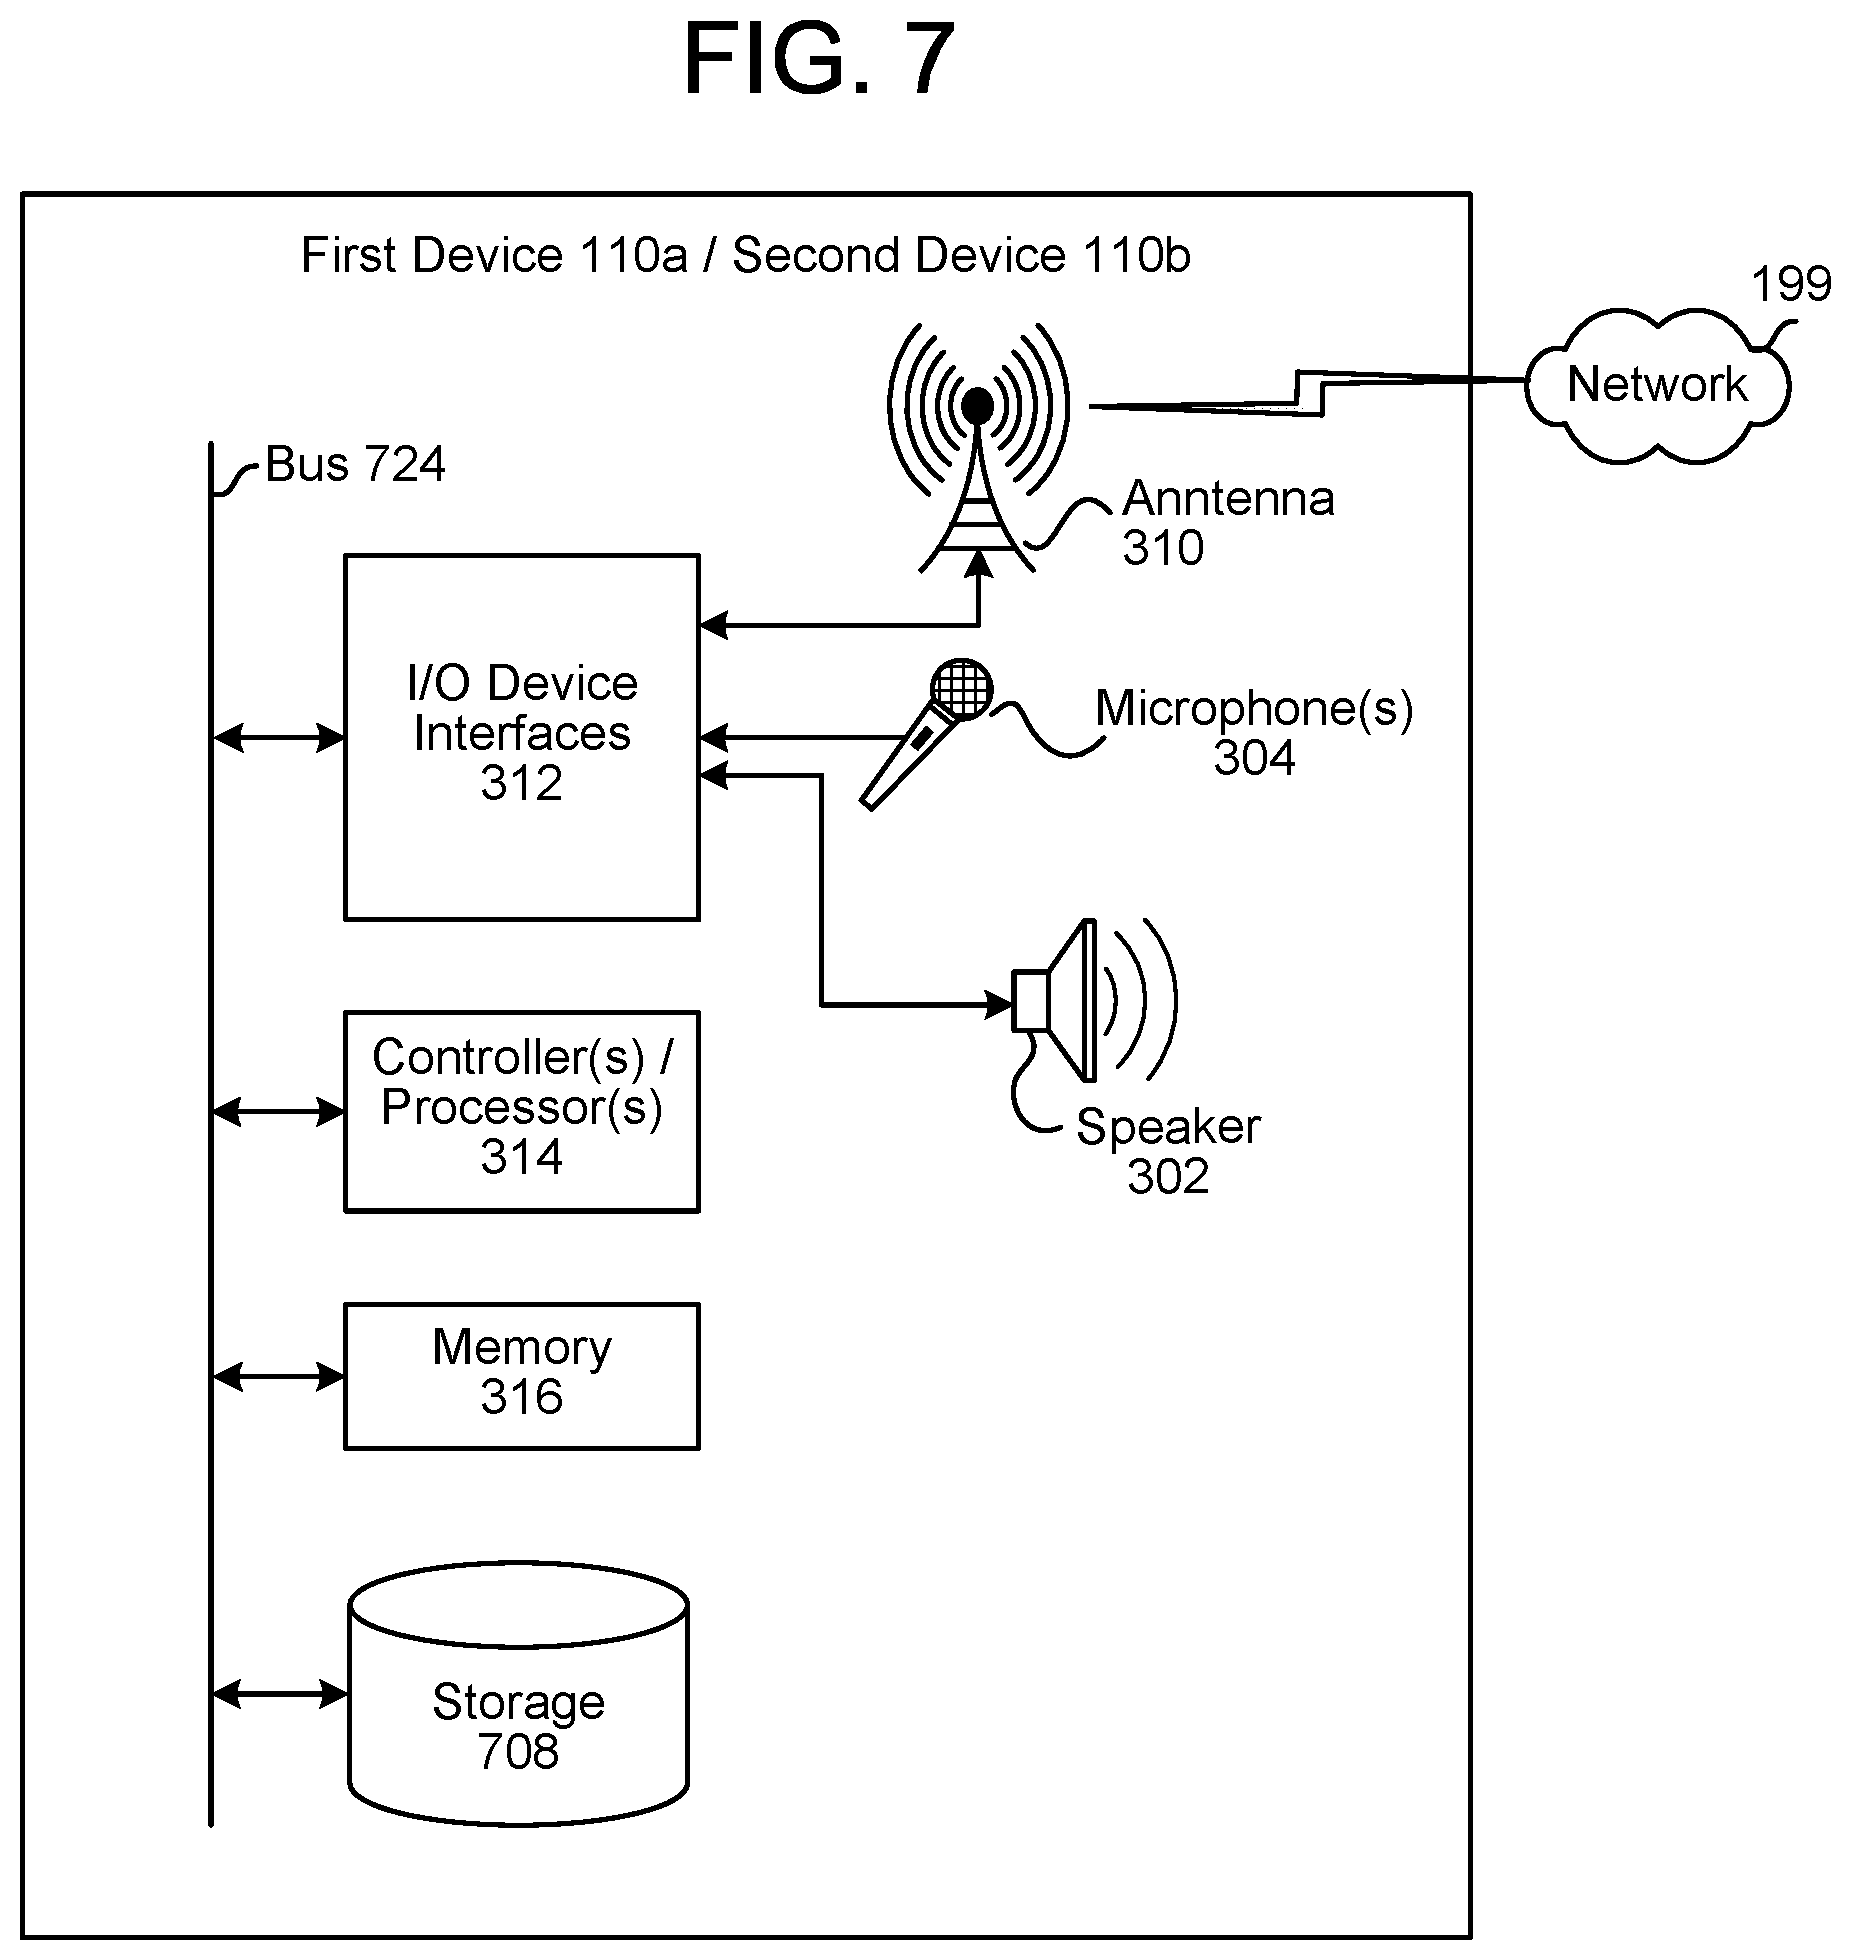 FIG. 7
First Device 110a / Second Device 110b
199
Network
Bus 724
Anntenna
310
I/O Device
Interfaces
312
Microphone(s)
304
Controller(s) /
Processor(s)
314
Speaker
302
Memory
316
Storage
708